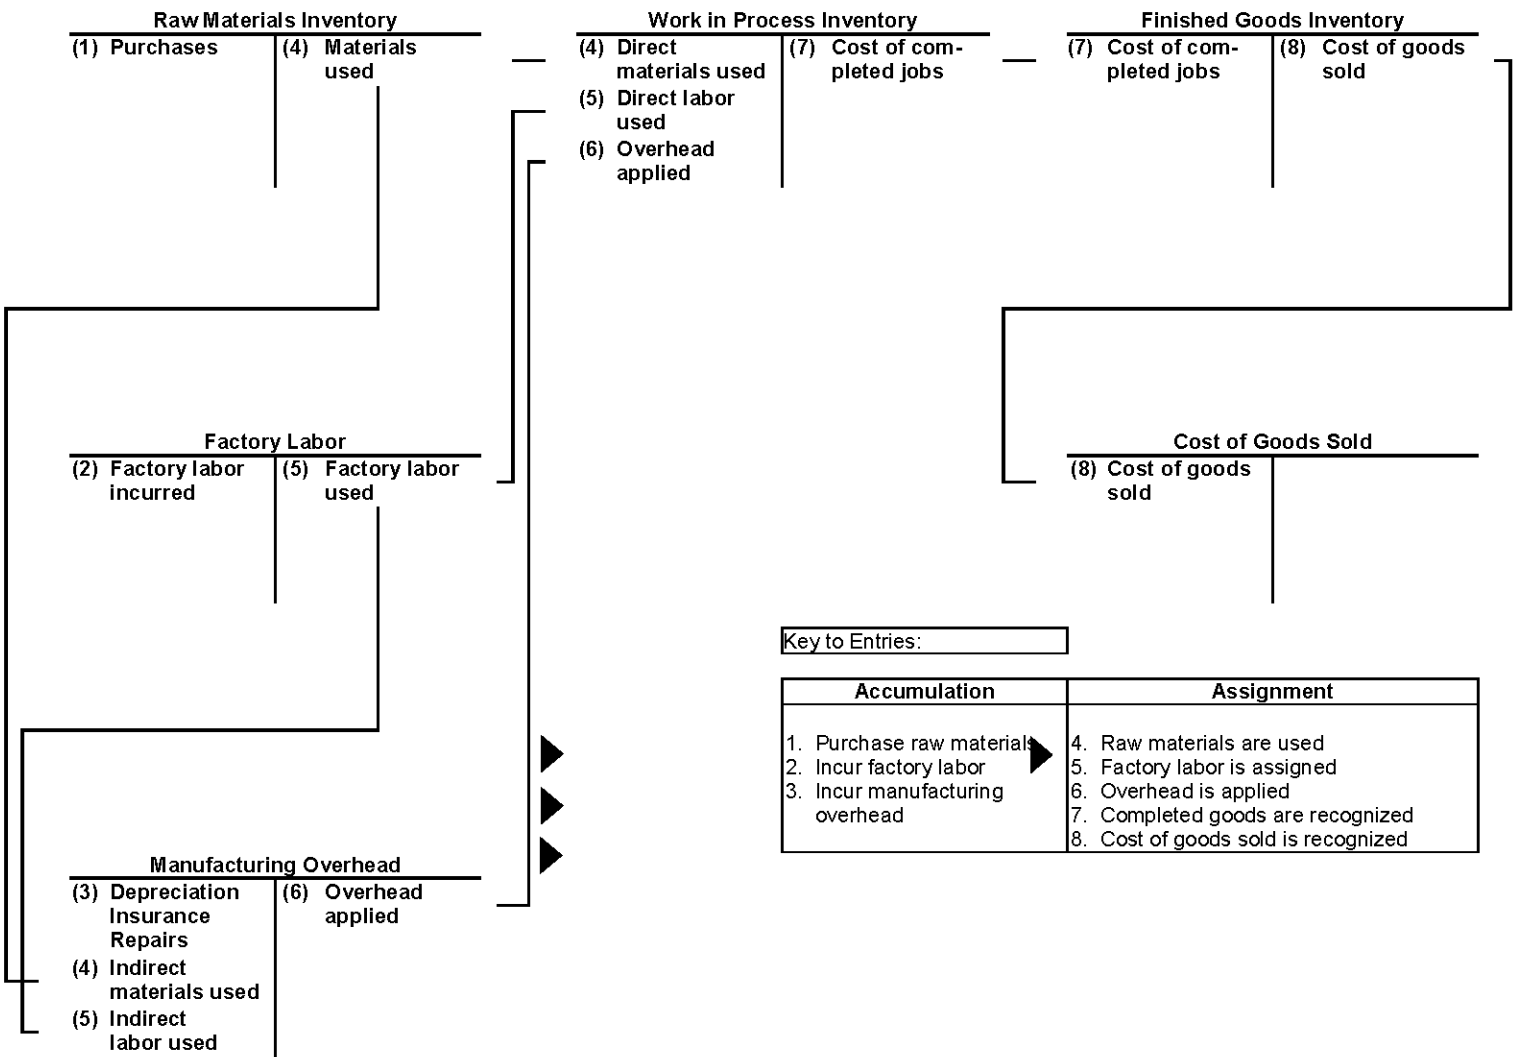 Raw Materials Inventory
(1) Purchases
(4) Materials
used
Work in Process Inventory
(4) Direct
materials used
(5) Direct labor
used
(6) Overhead
applied
(7) Cost of com-
pleted jobs
Finished Goods Inventory
(7) Cost of com-
pleted jobs
(8) Cost of goods
sold
Factory Labor
(2) Factory labor
incurred
(5) Factory labor
used
Cost of Goods Sold
(8) Cost of goods
sold
Key to Entries:
Accumulation
1. Purchase raw materials
2. Incur factory labor
3. Incur manufacturing
overhead
Assignment
4. Raw materials are used
5. Factory labor is assigned
6. Overhead is applied
7. Completed goods are recognized
8. Cost of goods sold is recognized
Manufacturing Overhead
(3) Depreciation
Insurance
Repairs
(4) Indirect
materials used
(5) Indirect
labor used
(6) Overhead
applied